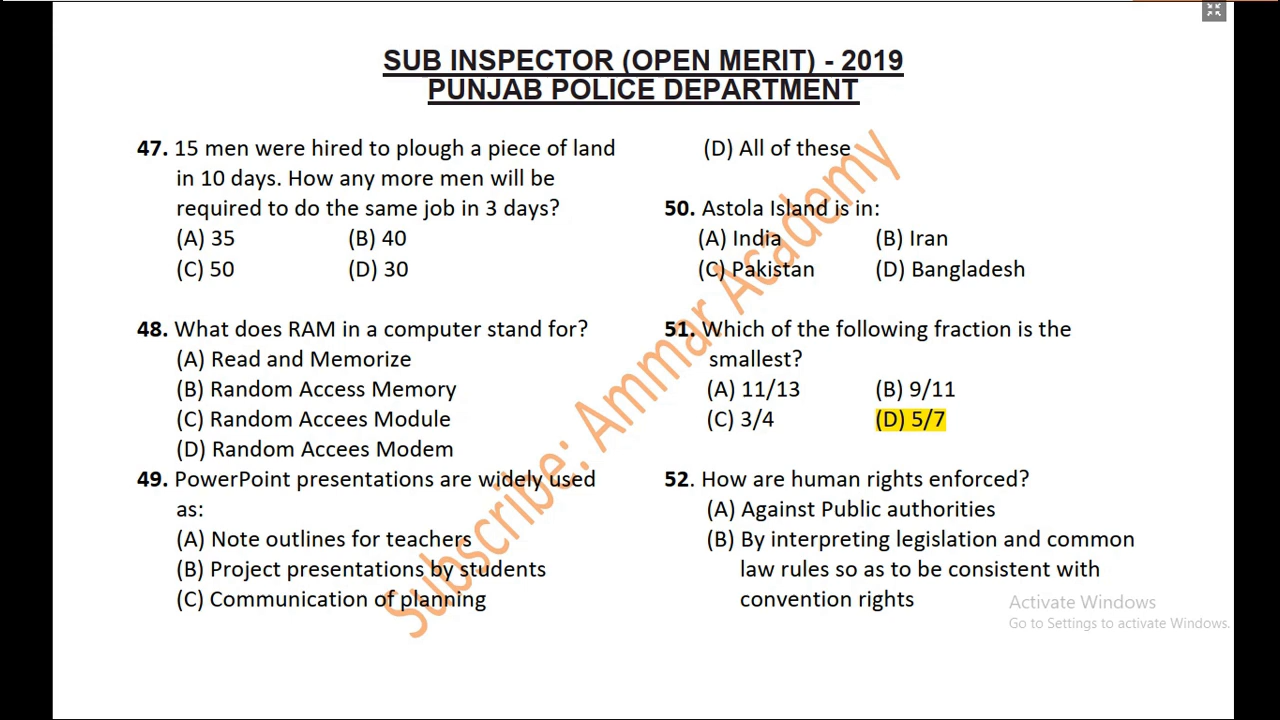 SUB INSPECTOR (OPEN MERIT) - 2019
PUNJAB POLICE DEPARTMENT
47. 15 men were hired to plough a piece of land
in 10 days. How any more men will be
required to do the same job in 3 days?
(A) 35 (B) 40
(C) 50 (D) 30
48. What does RAM in a computer stand for?
(A) Read and Memorize
(B) Random Access Memory
(C) Random Accees Module
(D) Random Accees Modem
49. PowerPoint presentations are widely used
as:
(A) Note outlines for teachers
(B) Project presentations by students
(C) Communication of planning
(D) All of these
50. Astola Island is in:
(A) India (B) Iran
(C) Pakistan (D) Bangladesh
51. Which of the following fraction is the
smallest?
(A) 11/13 (B) 9/11
(C) 3/4 (D) 5/7
52. How are human rights enforced?
(A) Against Public authorities
(B) By interpreting legislation and common
law rules so as to be consistent with
convention rights
Subscribe: Ammar Academy
Activate Windows
Go to Settings to activate Windows.